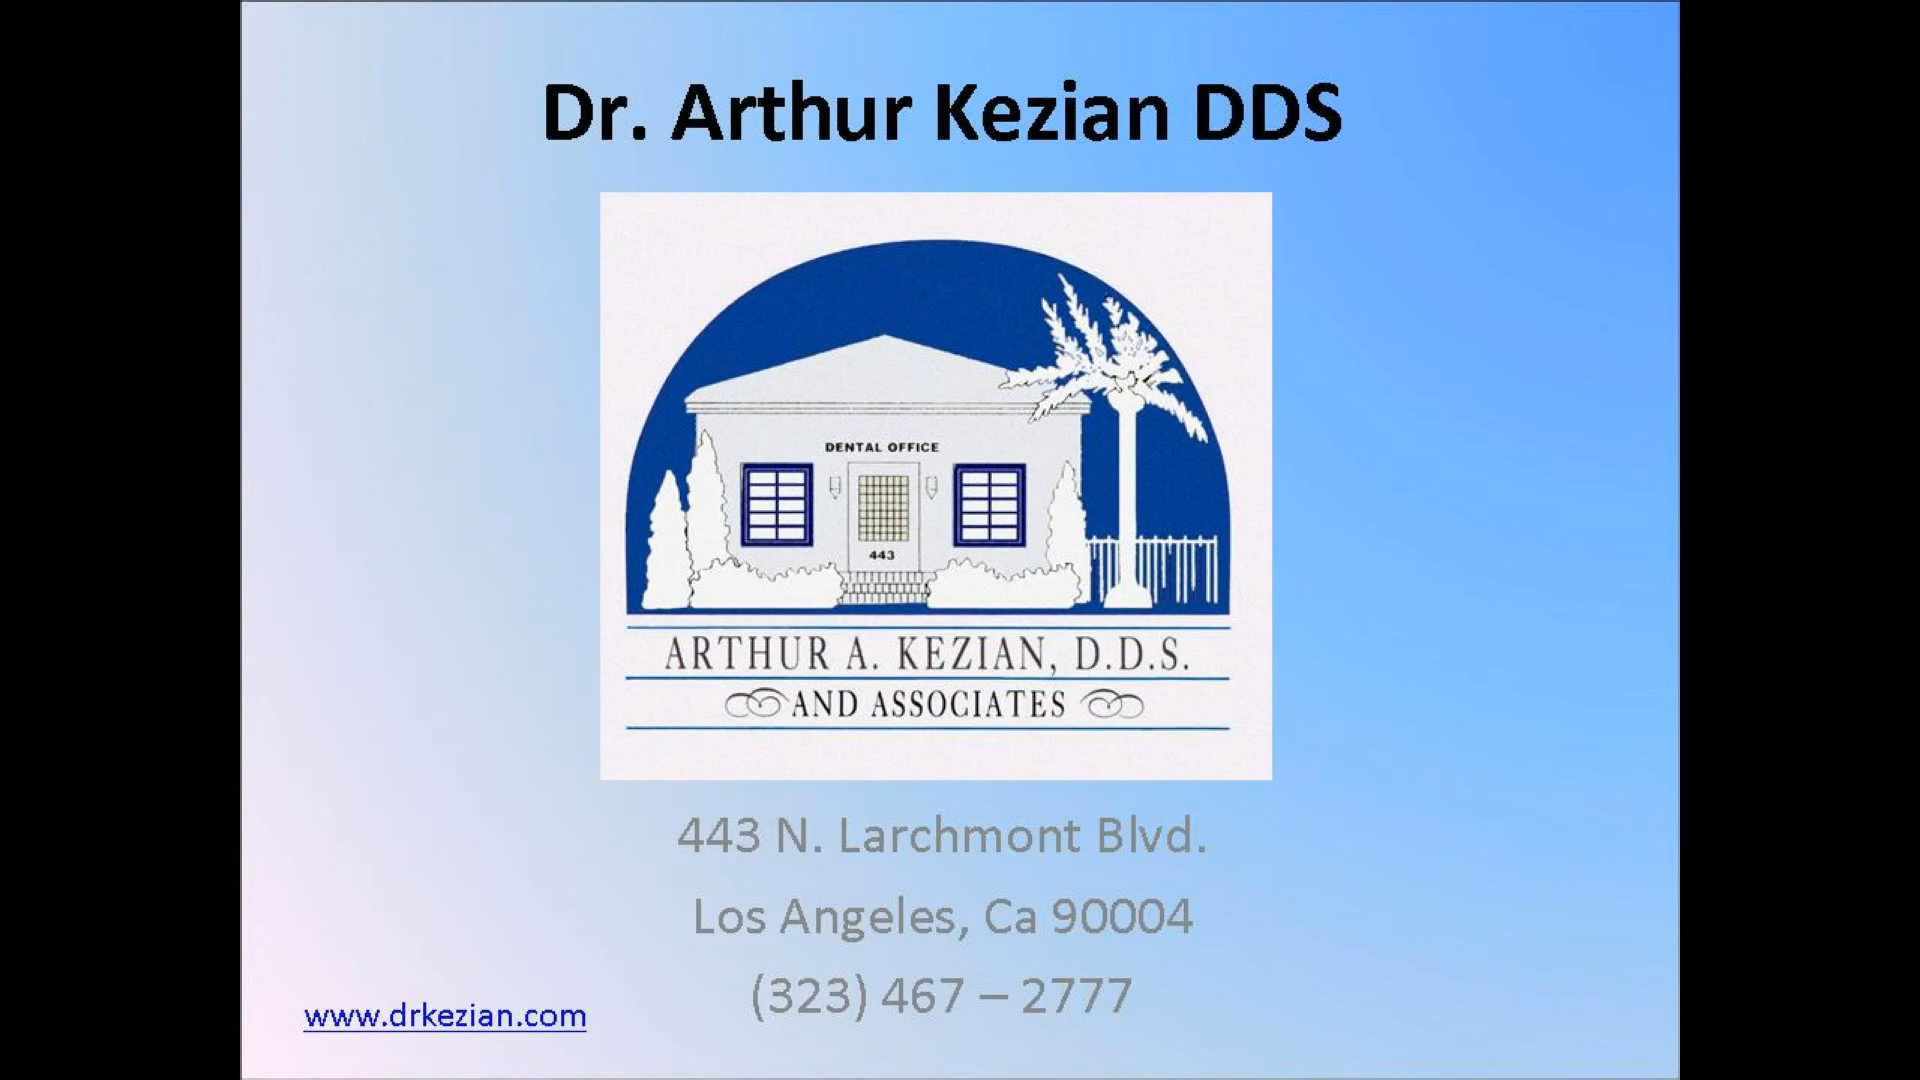 Dr. Arthur Kezian DDS
DENTAL OFFICE
443
ARTHUR A. KEZIAN, D.D.S.
AND ASSOCIATES
443 N. Larchmont Blvd.
Los Angeles, Ca 90004
(323) 467 – 2777
www.drkezian.com